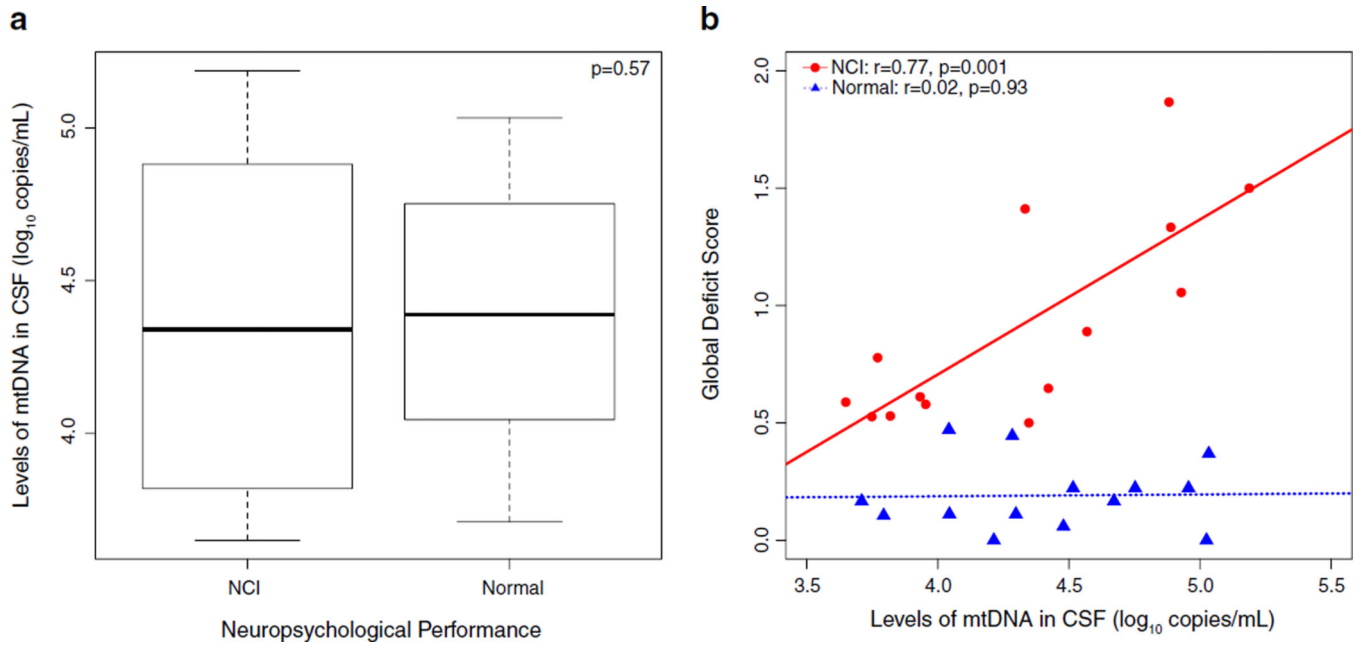 a
p=0.57
Levels of mtDNA in CSF (log₁₀ copies/mL)
5.0
4.5
4.0
NCI
Normal
Neuropsychological Performance
b
NCI: r=0.77, p=0.001
Normal: r=0.02, p=0.93
Global Deficit Score
2.0
1.5
1.0
0.5
0.0
3.5 4.0 4.5 5.0 5.5
Levels of mtDNA in CSF (log₁₀ copies/mL)